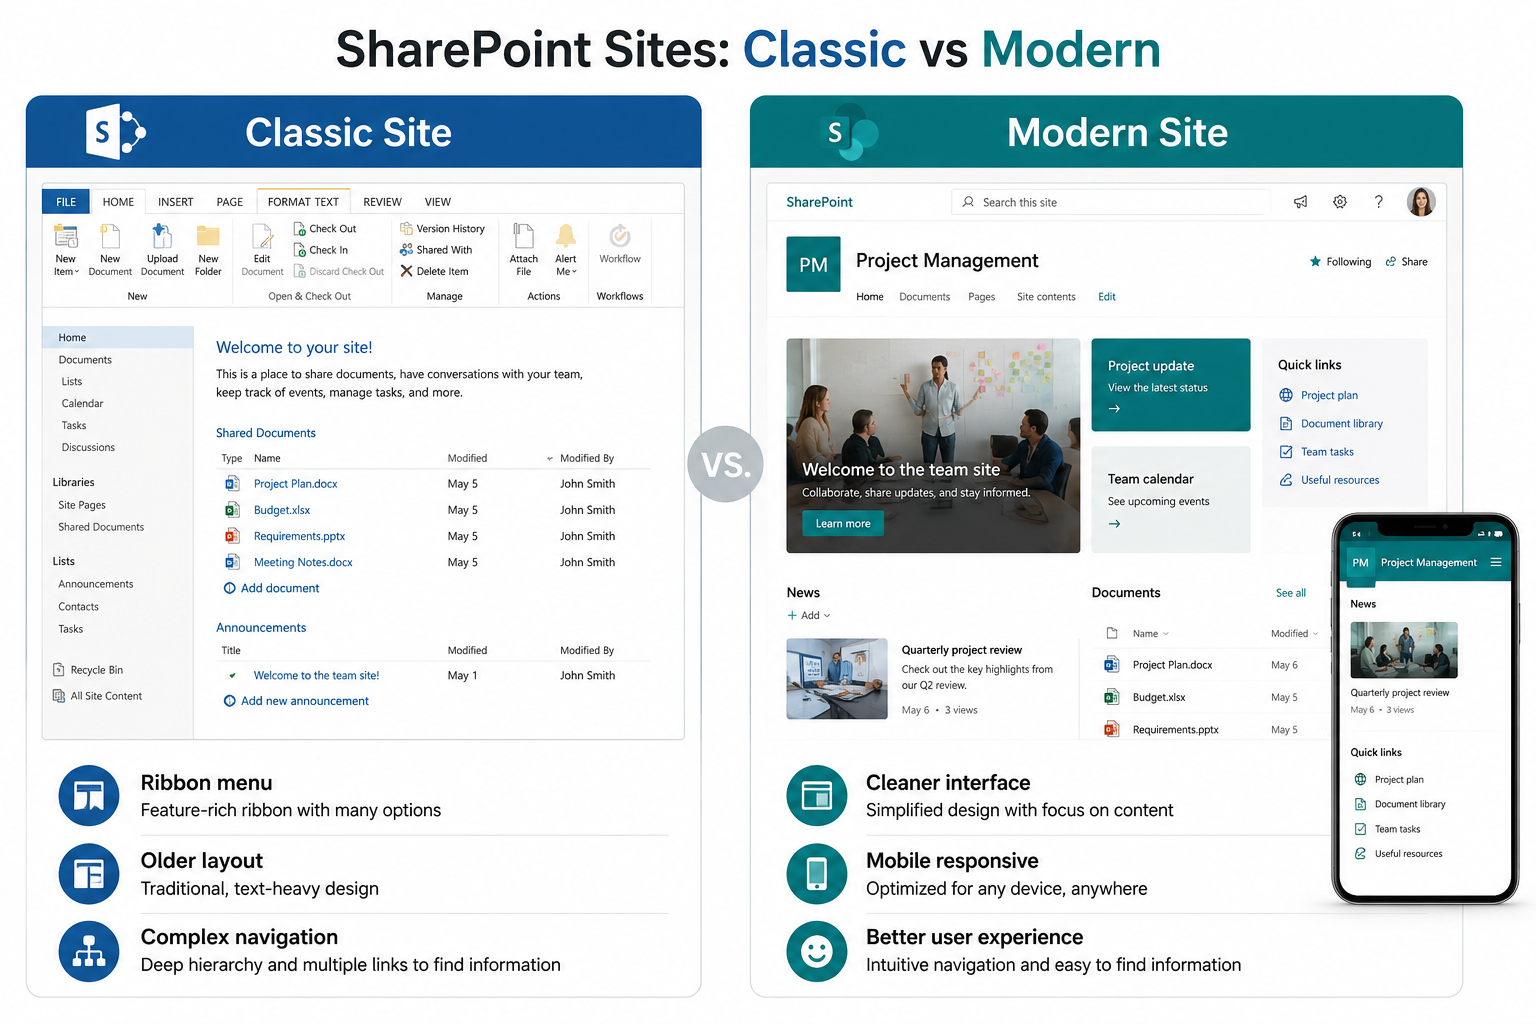 SharePoint Sites: Classic vs Modern
S
Classic Site
FILE HOME INSERT PAGE FORMAT TEXT REVIEW VIEW
New Item
New Document
Upload Document
New Folder
New
Edit Document
Check Out
Check In
Discard Check Out
Open & Check Out
Version History
Shared With
Delete Item
Manage
Attach File
Alert Me
Actions
Workflow
Workflows
Home
Documents
Lists
Calendar
Tasks
Discussions
Libraries
Site Pages
Shared Documents
Lists
Announcements
Contacts
Tasks
Recycle Bin
All Site Content
Welcome to your site!
This is a place to share documents, have conversations with your team,
keep track of events, manage tasks, and more.
Shared Documents
Type Name Modified Modified By
Project Plan.docx May 5 John Smith
Budget.xlsx May 5 John Smith
Requirements.pptx May 5 John Smith
Meeting Notes.docx May 5 John Smith
Add document
Announcements
Title Modified Modified By
Welcome to the team site! May 1 John Smith
Add new announcement
Ribbon menu
Feature-rich ribbon with many options
Older layout
Traditional, text-heavy design
Complex navigation
Deep hierarchy and multiple links to find information
VS.
S
Modern Site
SharePoint
Search this site
?
PM
Project Management
Following Share
Home Documents Pages Site contents Edit
Welcome to the team site
Collaborate, share updates, and stay informed.
Learn more
Project update
View the latest status
→
Team calendar
See upcoming events
→
Quick links
Project plan
Document library
Team tasks
Useful resources
News
+ Add
Quarterly project review
Check out the key highlights from
our Q2 review.
May 6 • 3 views
Documents See all
Name Modified
Project Plan.docx May 6
Budget.xlsx May 5
Requirements.pptx May 5
PM Project Management
News
Quarterly project review
May 6 • 3 views
Quick links
Project plan
Document library
Team tasks
Useful resources
Cleaner interface
Simplified design with focus on content
Mobile responsive
Optimized for any device, anywhere
Better user experience
Intuitive navigation and easy to find information